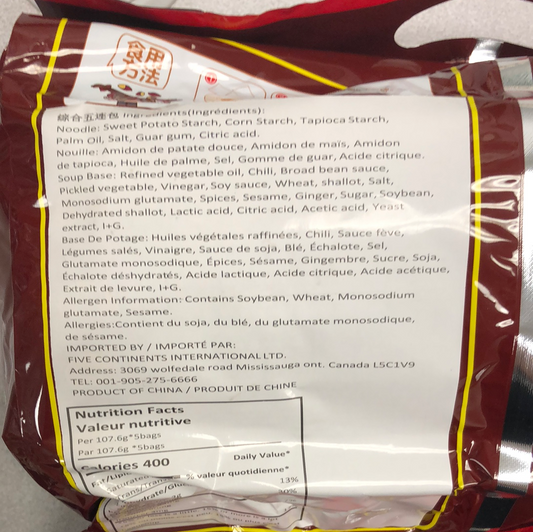 食用方法
綜合五連包 Ingredients(Ingrédients):
Noodle: Sweet Potato Starch, Corn Starch, Tapioca Starch,
Palm Oil, Salt, Guar gum, Citric acid.
Nouille: Amidon de patate douce, Amidon de mais, Amidon
de tapioca, Huile de palme, Sel, Gomme de guar, Acide citrique.
Soup Base: Refined vegetable oil, Chili, Broad bean sauce,
Pickled vegetable, Vinegar, Soy sauce, Wheat, shallot, Salt,
Monosodium glutamate, Spices, Sesame, Ginger, Sugar, Soybean,
Dehydrated shallot, Lactic acid, Citric acid, Acetic acid, Yeast
extract, I+G.
Base De Potage: Huiles végétales raffinées, Chili, Sauce fève,
Légumes salés, Vinaigre, Sauce de soja, Blé, Échalote, Sel,
Glutamate monosodique, Épices, Sésame, Gingembre, Sucre, Soja,
Échalote déshydratés, Acide lactique, Acide citrique, Acide acétique,
Extrait de levure, I+G.
Allergen Information: Contains Soybean, Wheat, Monosodium
glutamate, Sesame.
Allergies:Contient du soja, du blé, du glutamate monosodique,
de sésame.
IMPORTED BY / IMPORTÉ PAR:
FIVE CONTINENTS INTERNATIONAL LTD.
Address: 3069 wolfedale road Mississauga ont. Canada L5C1V9
TEL: 001-905-275-6666
PRODUCT OF CHINA / PRODUIT DE CHINE
Nutrition Facts
Valeur nutritive
Per 107.6g*5bags
Par 107.6g *5bags
Calories 400 Daily Value*
Fat/Lipides % valeur quotidienne*
13%
Saturated
Trans/Trans 20%